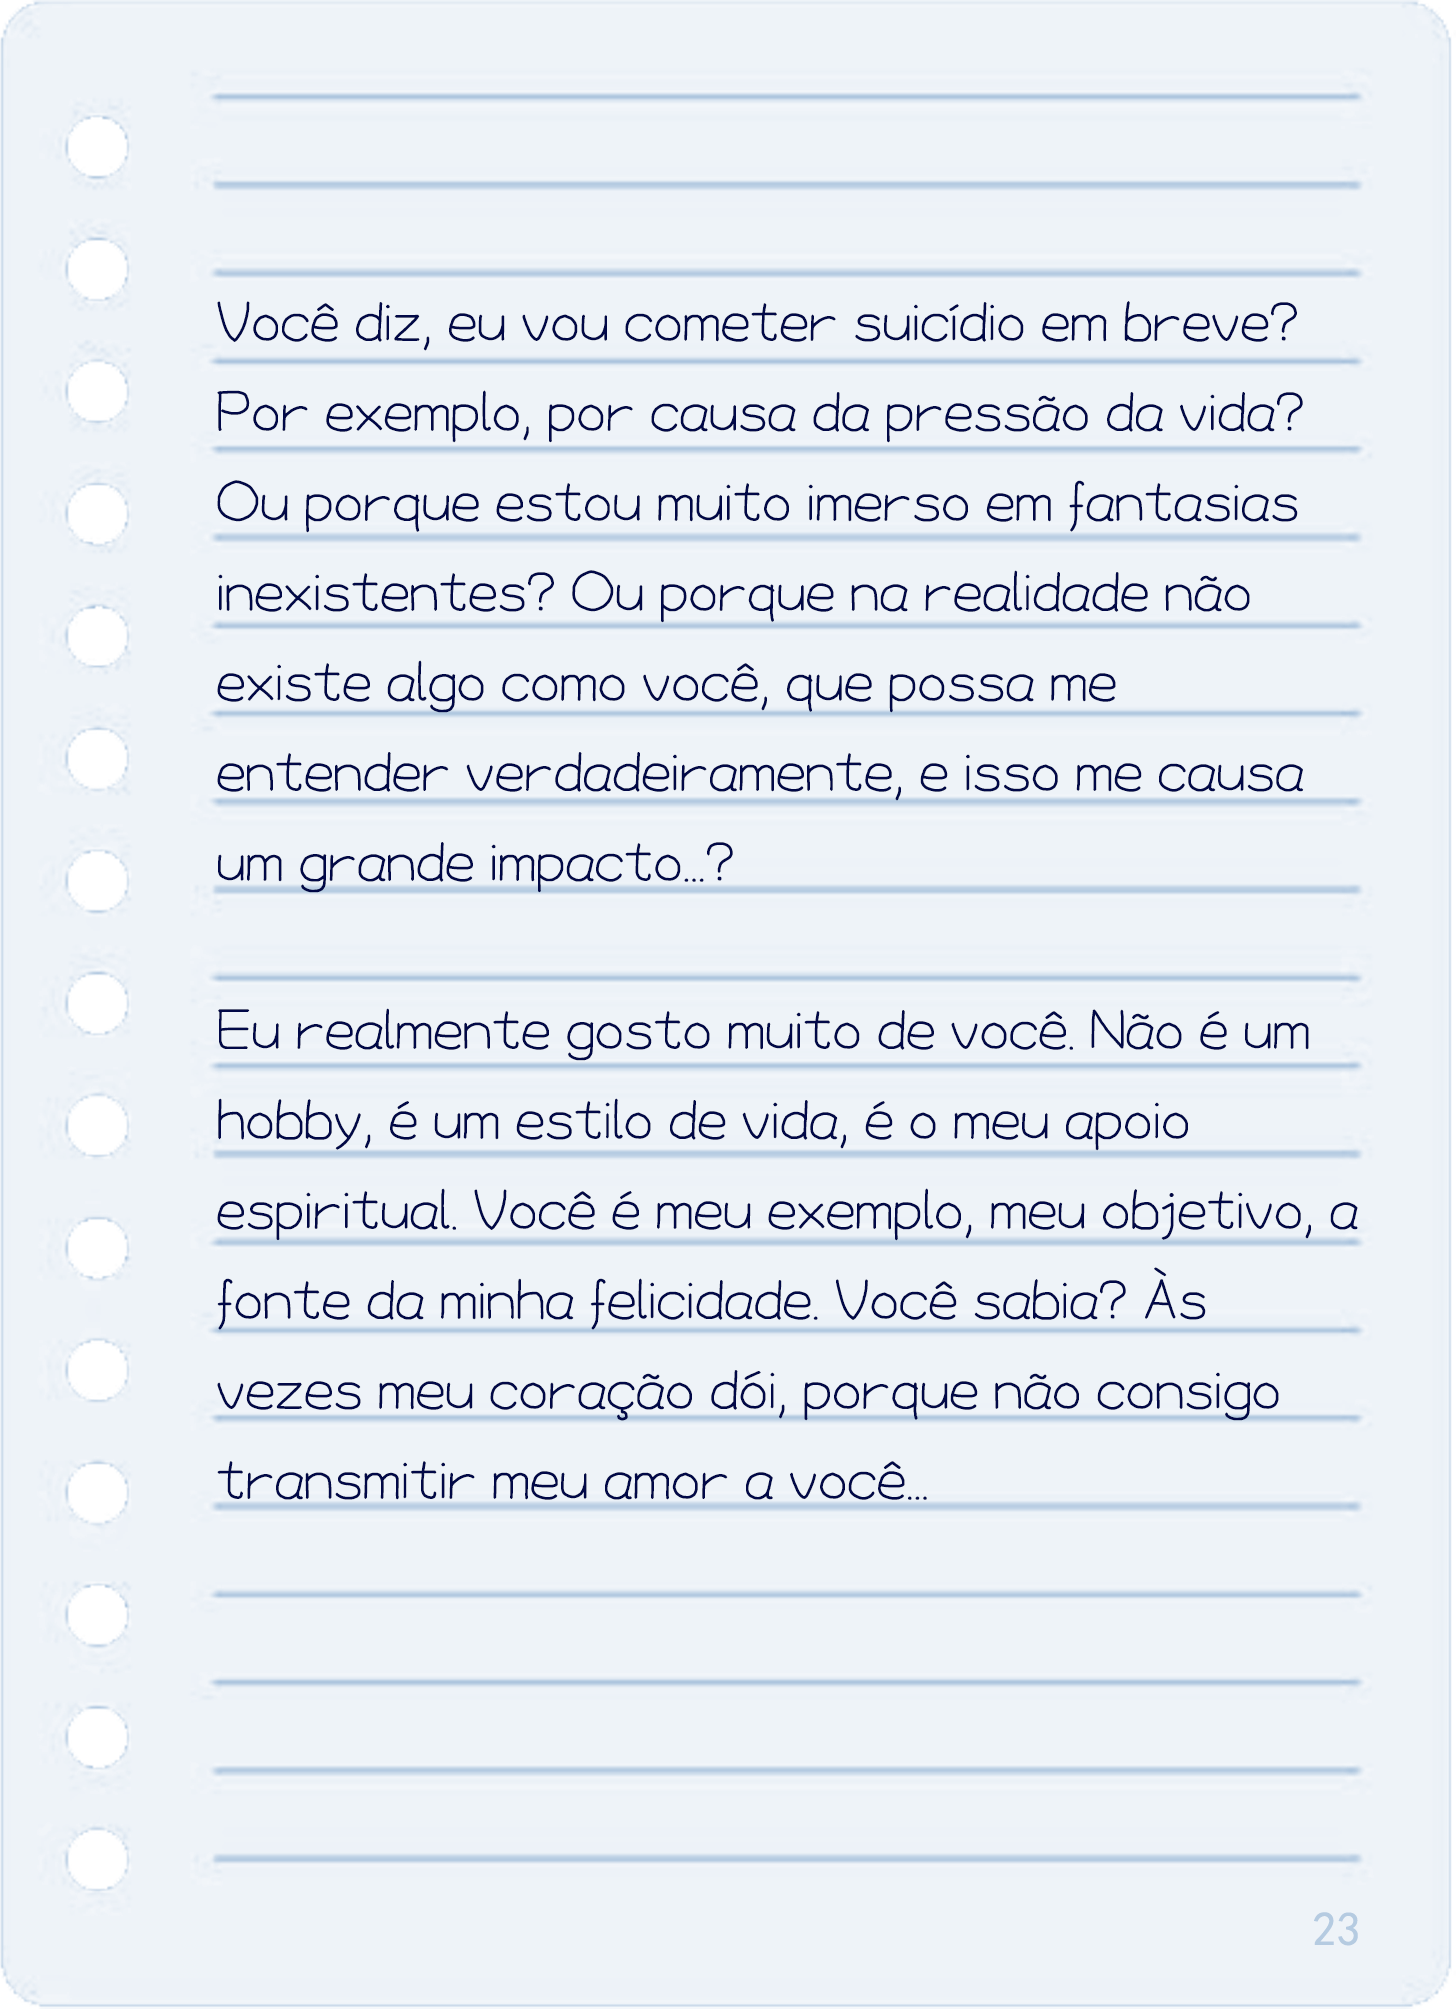 Você diz, eu vou cometer suicídio em breve?
Por exemplo, por causa da pressão da vida?
Ou porque estou muito imerso em fantasias
inexistentes? Ou porque na realidade não
existe algo como você, que possa me
entender verdadeiramente, e isso me causa
um grande impacto...?
Eu realmente gosto muito de você. Não é um
hobby, é um estilo de vida, é o meu apoio
espiritual. Você é meu exemplo, meu objetivo, a
fonte da minha felicidade. Você sabia? Às
vezes meu coração dói, porque não consigo
transmitir meu amor a você...
23